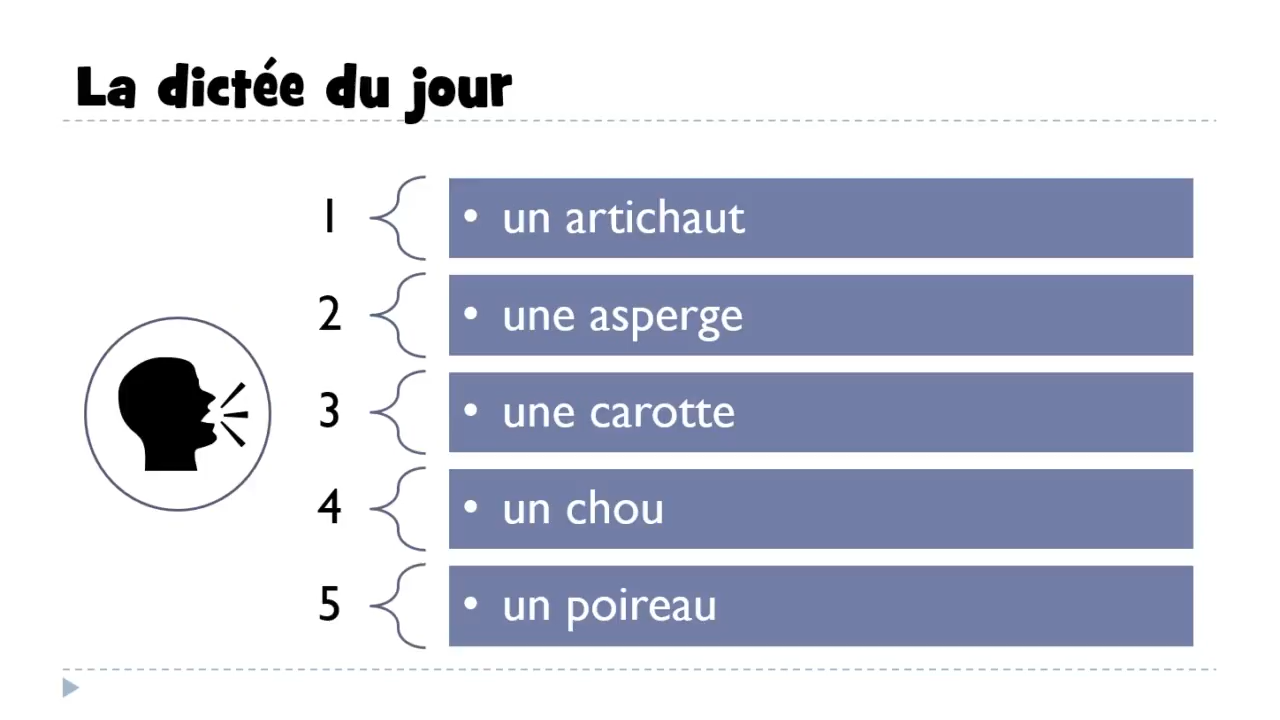 La dictée du jour
1
• un artichaut
2
• une asperge
3
• une carotte
4
• un chou
5
• un poireau